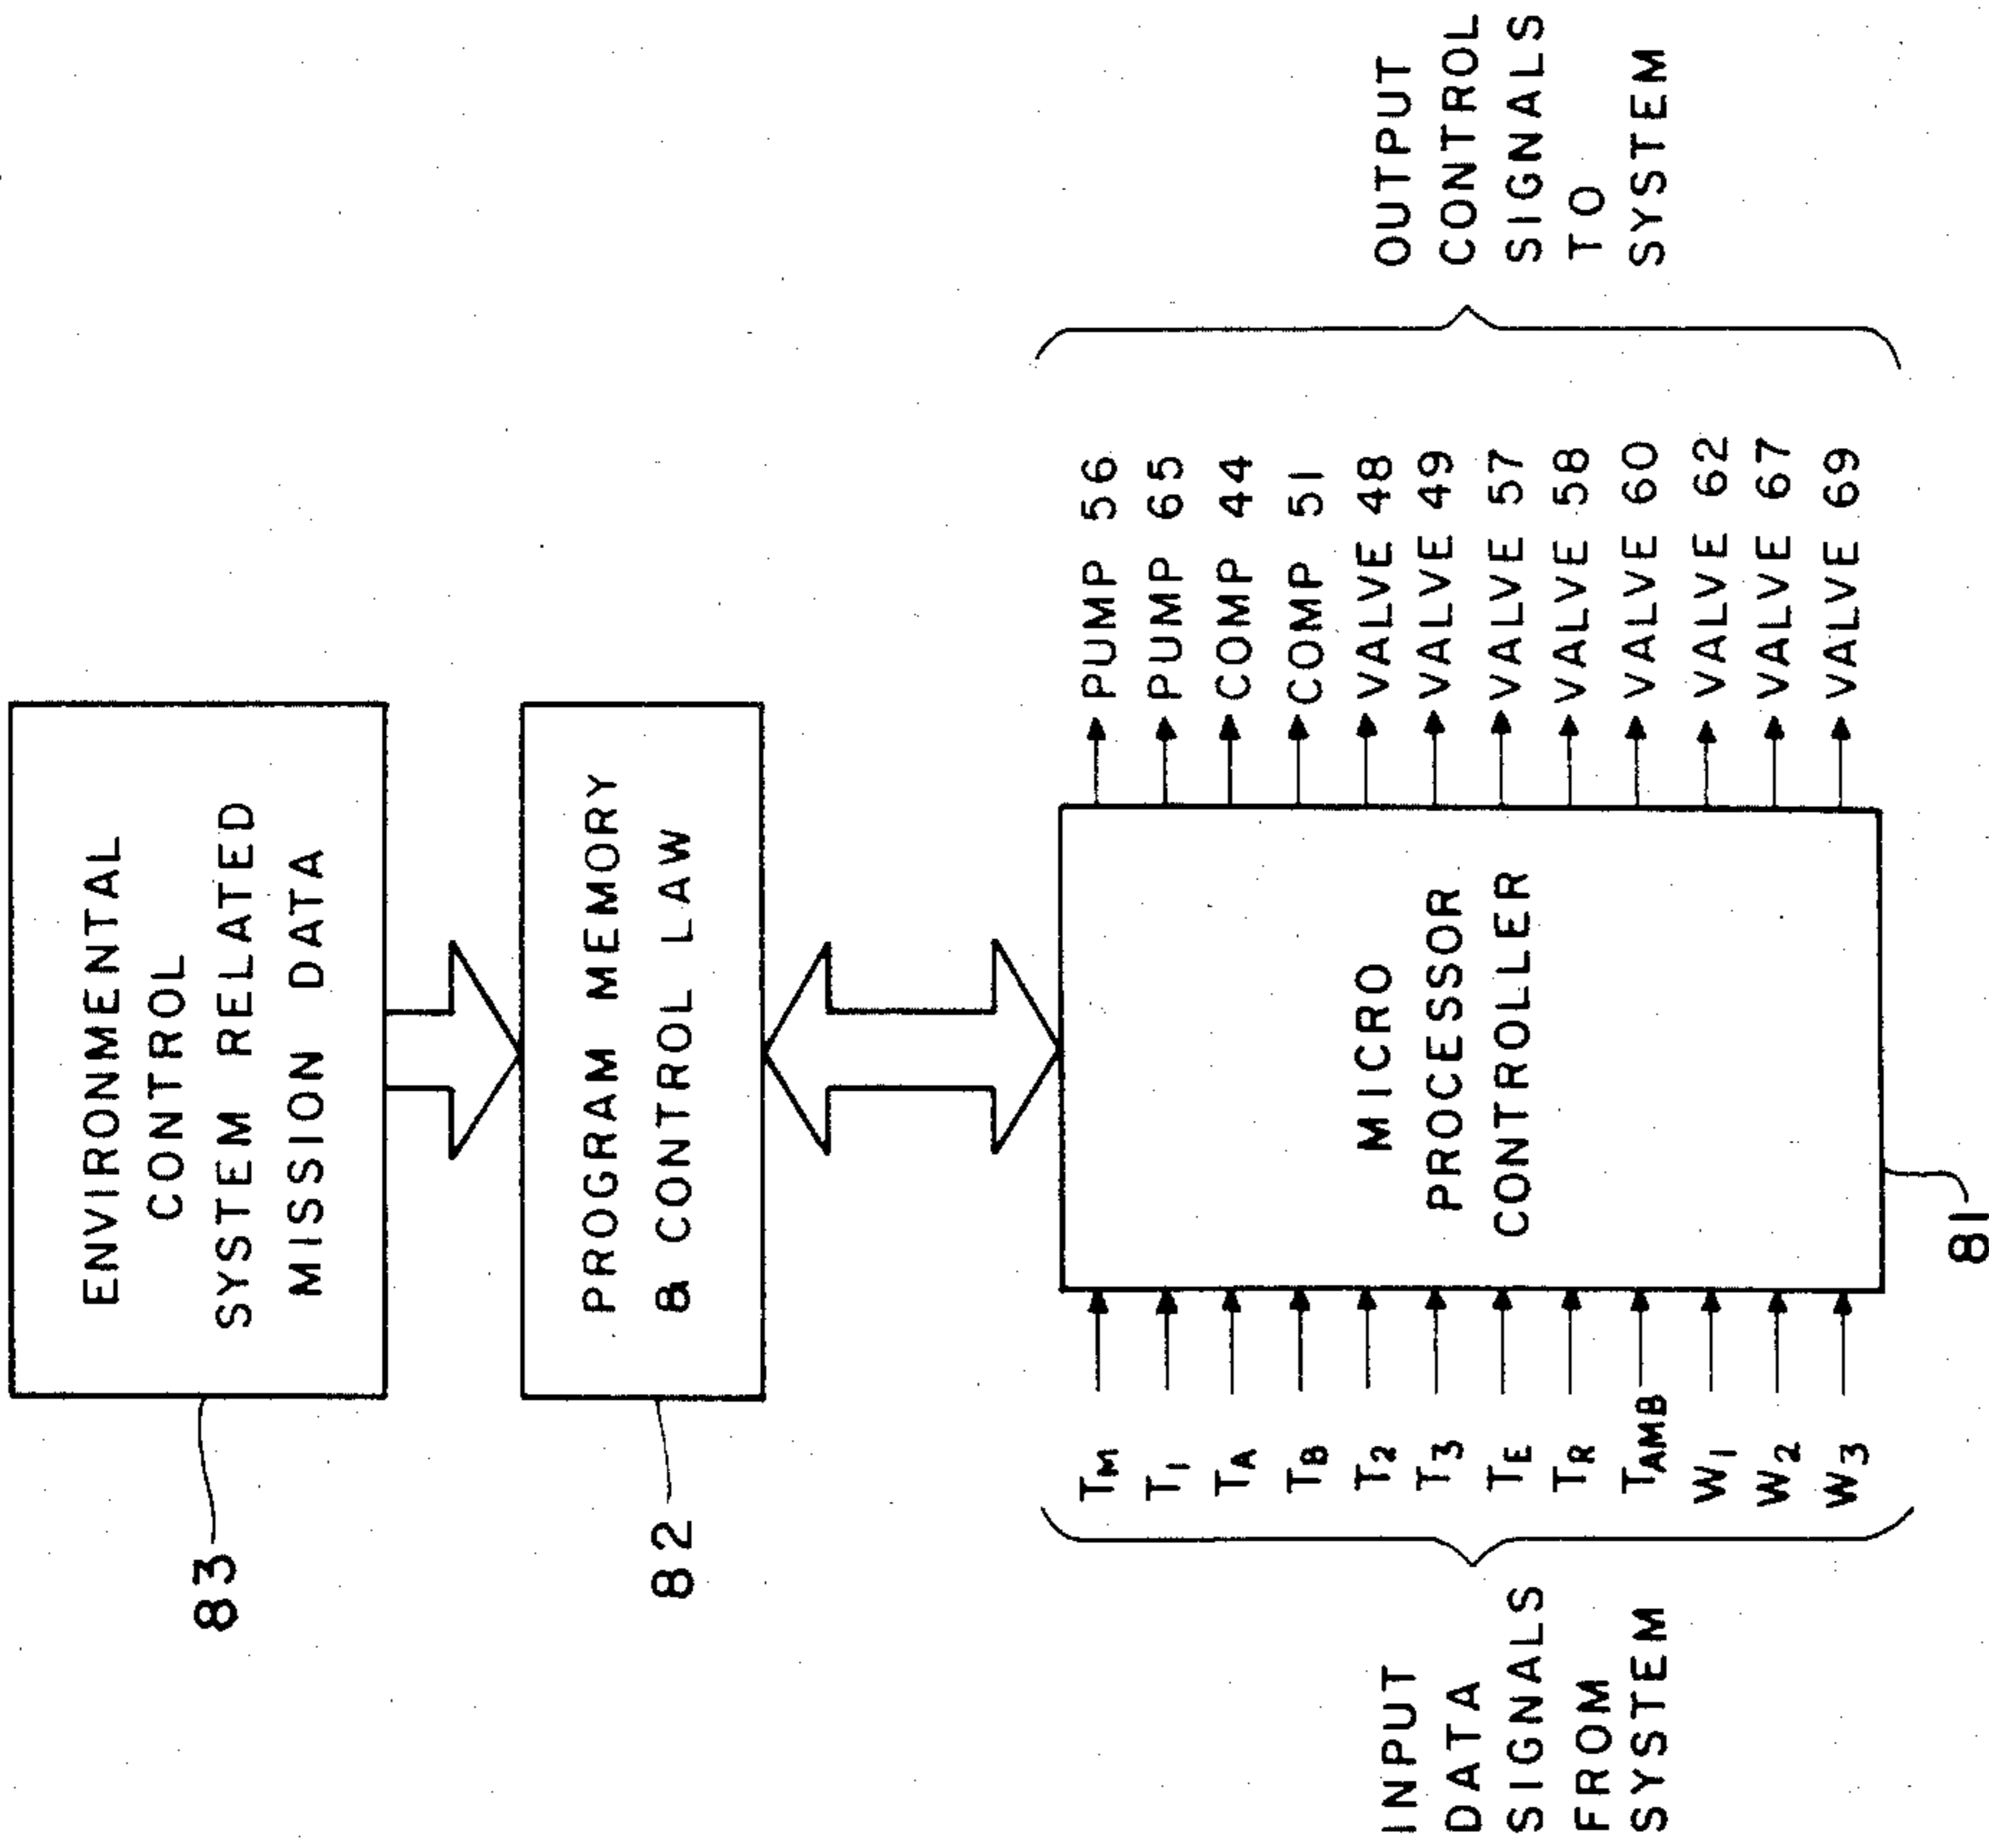 ENVIRONMENTAL
CONTROL
SYSTEM RELATED
MISSION DATA
83
PROGRAM MEMORY
& CONTROL LAW
82
MICRO
PROCESSOR
CONTROLLER
81
INPUT
DATA
SIGNALS
FROM
SYSTEM
TM
T1
TA
TB
T2
T3
TE
TR
TAMB
W1
W2
W3
PUMP 56
PUMP 65
COMP 44
COMP 51
VALVE 48
VALVE 49
VALVE 57
VALVE 58
VALVE 60
VALVE 62
VALVE 67
VALVE 69
OUTPUT
CONTROL
SIGNALS
TO
SYSTEM